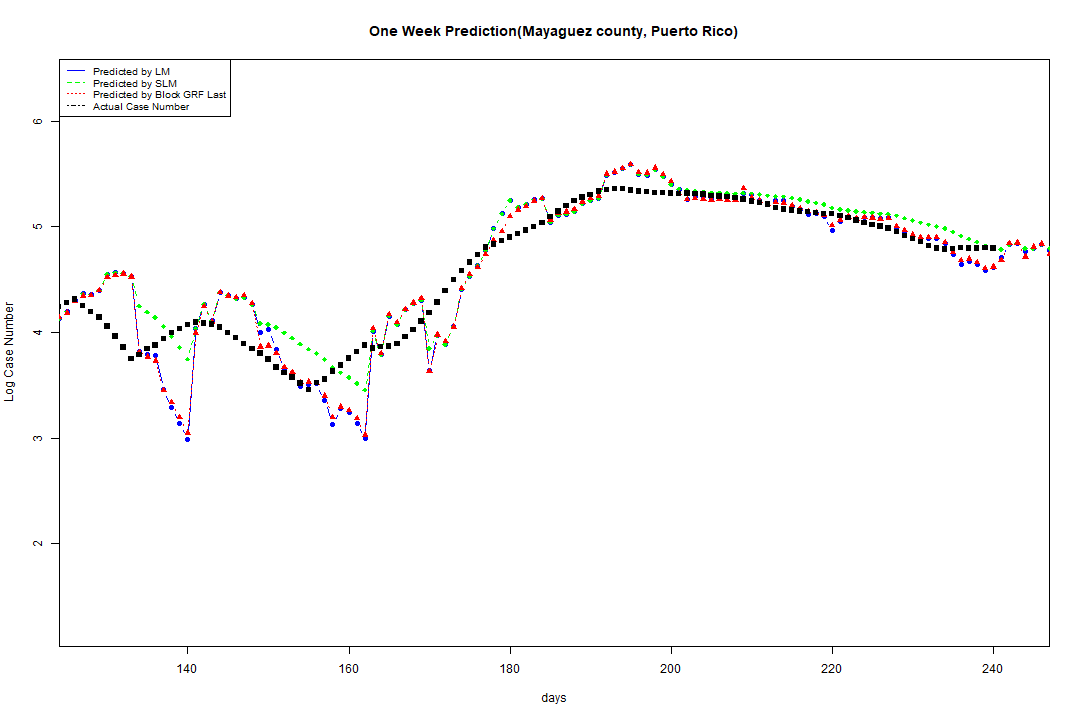 One Week Prediction(Mayaguez county, Puerto Rico)
Predicted by LM
Predicted by SLM
Predicted by Block GRF Last
Actual Case Number
6
5
4
3
2
Log Case Number
140 160 180 200 220 240
days